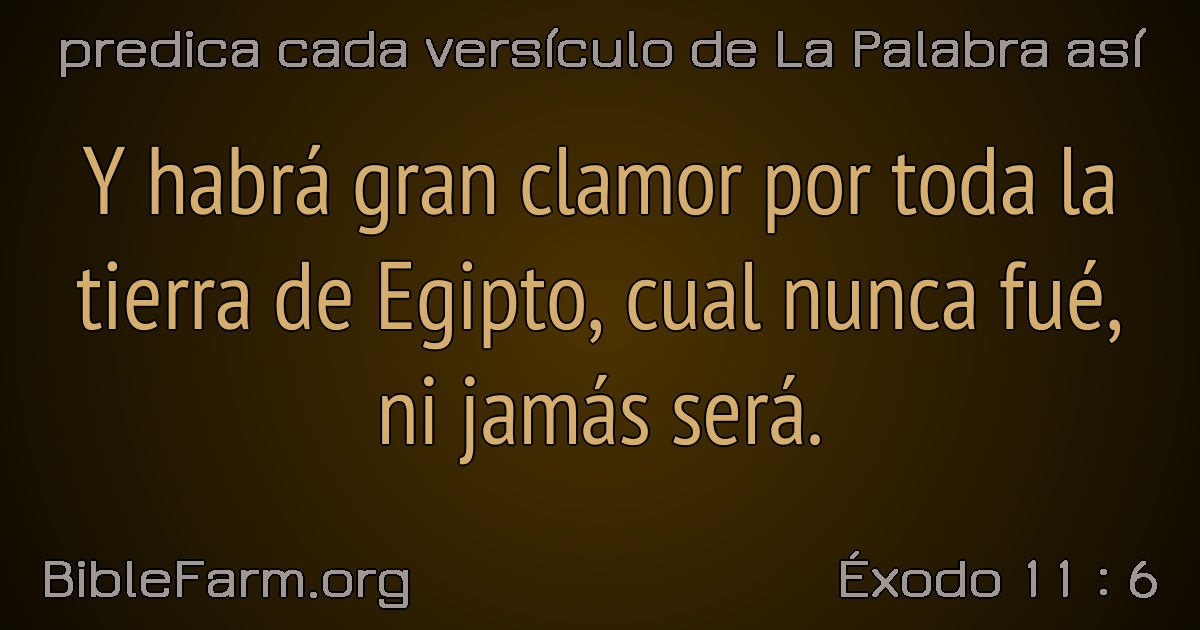 predica cada versículo de La Palabra así
Y habrá gran clamor por toda la
tierra de Egipto, cual nunca fué,
ni jamás será.
BibleFarm.org
Éxodo 11 : 6